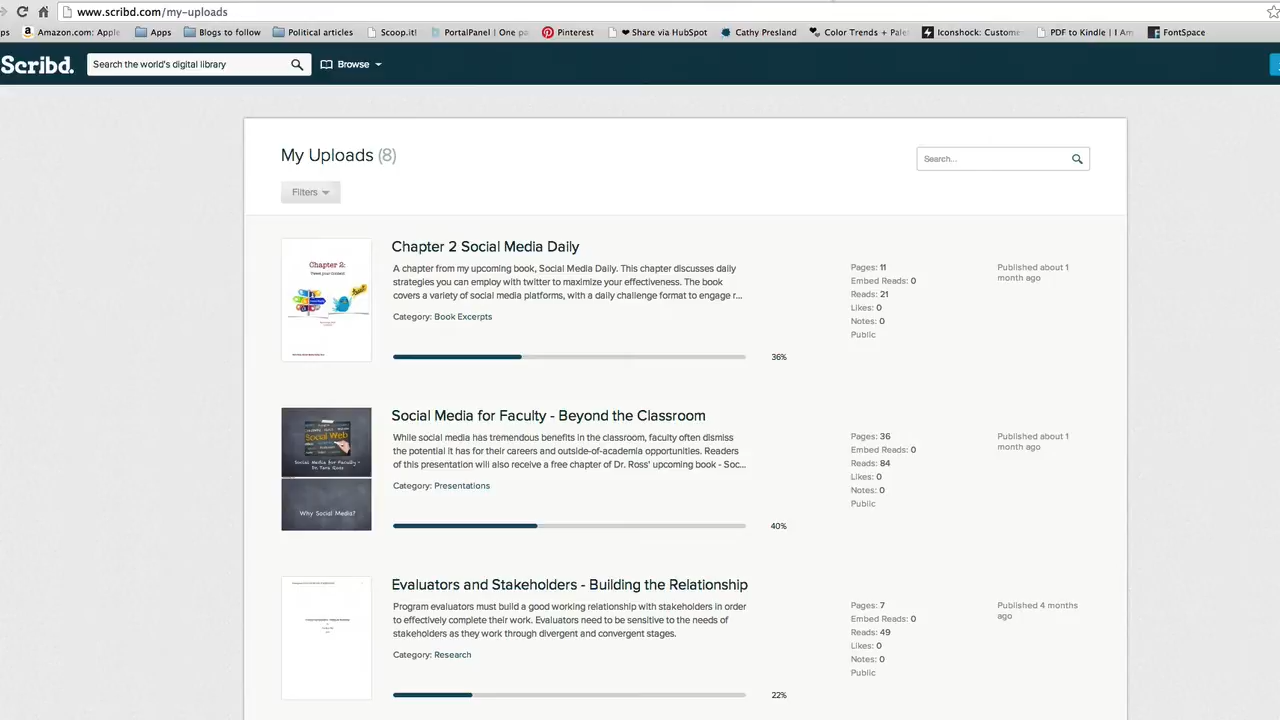 www.scribd.com/my-uploads
ps Amazon.com: Apple Apps Blogs to follow Political articles Scoop.it! PortalPanel | One pa Pinterest ❤ Share via HubSpot Cathy Presland Color Trends + Pale Iconshock: Custome PDF to Kindle | I Am FontSpace
Scribd. Search the world's digital library Browse
My Uploads (8)
Search...
Filters
Chapter 2:
Chapter 2 Social Media Daily
A chapter from my upcoming book, Social Media Daily. This chapter discusses daily
strategies you can employ with twitter to maximize your effectiveness. The book
covers a variety of social media platforms, with a daily challenge format to engage r...
Category: Book Excerpts
36%
Pages: 11
Embed Reads: 0
Reads: 21
Likes: 0
Notes: 0
Public
Published about 1
month ago
Social Web
Social Media for Faculty -
Dr. Tara Ross
Why Social Media?
Social Media for Faculty - Beyond the Classroom
While social media has tremendous benefits in the classroom, faculty often dismiss
the potential it has for their careers and outside-of-academia opportunities. Readers
of this presentation will also receive a free chapter of Dr. Ross' upcoming book - Soc...
Category: Presentations
40%
Pages: 36
Embed Reads: 0
Reads: 84
Likes: 0
Notes: 0
Public
Published about 1
month ago
Evaluators and Stakeholders - Building the Relationship
Program evaluators must build a good working relationship with stakeholders in order
to effectively complete their work. Evaluators need to be sensitive to the needs of
stakeholders as they work through divergent and convergent stages.
Category: Research
22%
Pages: 7
Embed Reads: 0
Reads: 49
Likes: 0
Notes: 0
Public
Published 4 months
ago